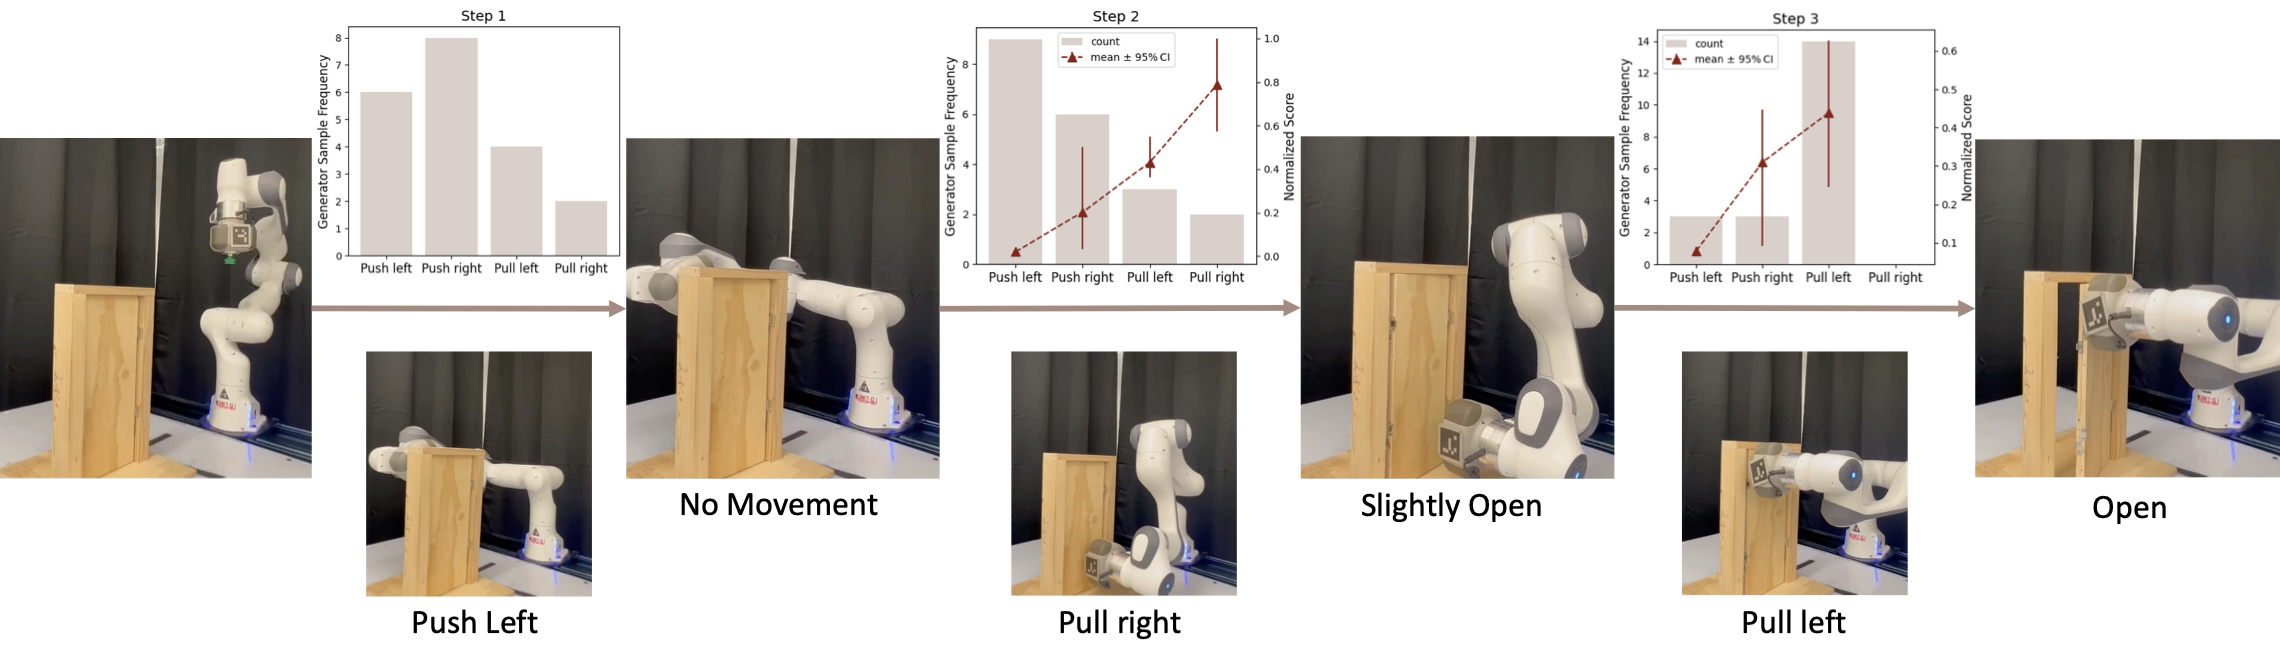 Step 1
Generator Sample Frequency
8
7
6
5
4
3
2
1
0
Push left
Push right
Pull left
Pull right
Step 2
count
mean ± 95% CI
Generator Sample Frequency
8
6
4
2
0
1.0
0.8
0.6
0.4
0.2
0.0
Normalized Score
Push left
Push right
Pull left
Pull right
Step 3
count
mean ± 95% CI
Generator Sample Frequency
14
12
10
8
6
4
2
0
0.6
0.5
0.4
0.3
0.2
0.1
Normalized Score
Push left
Push right
Pull left
Pull right
No Movement
Slightly Open
Open
Push Left
Pull right
Pull left